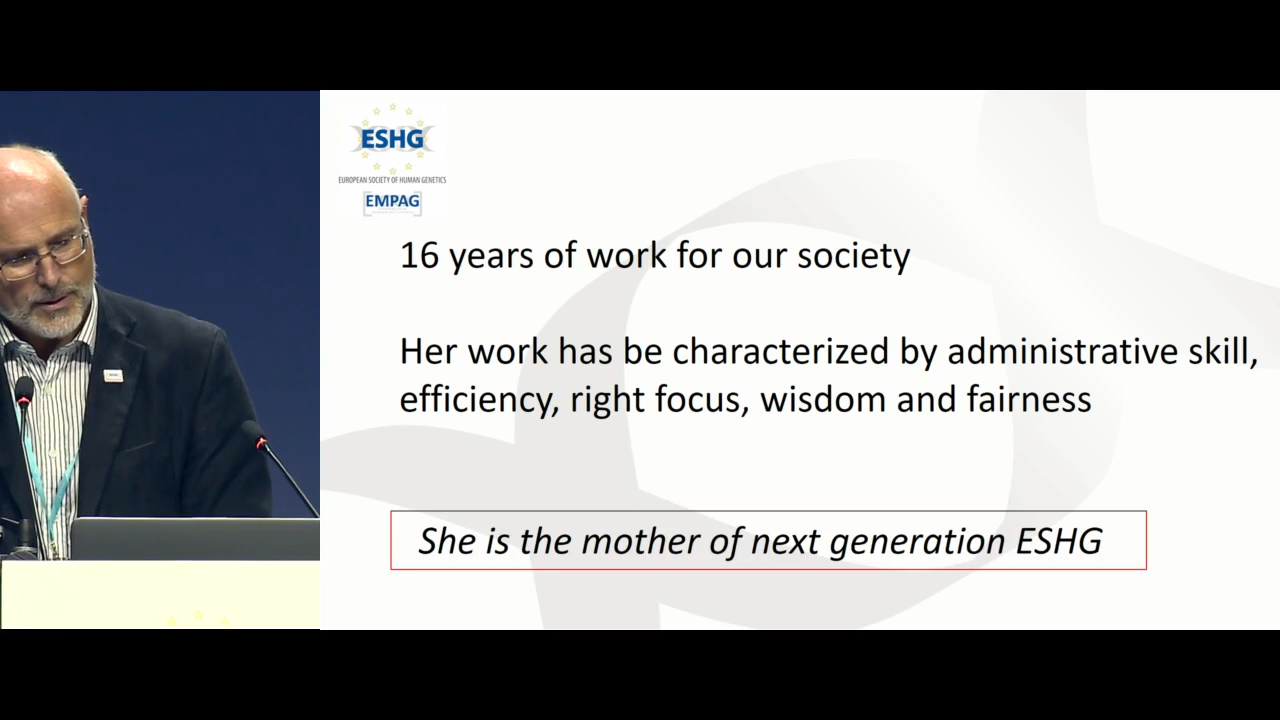 ESHG
EUROPEAN SOCIETY OF HUMAN GENETICS
EMPAG
16 years of work for our society
Her work has be characterized by administrative skill,
efficiency, right focus, wisdom and fairness
She is the mother of next generation ESHG